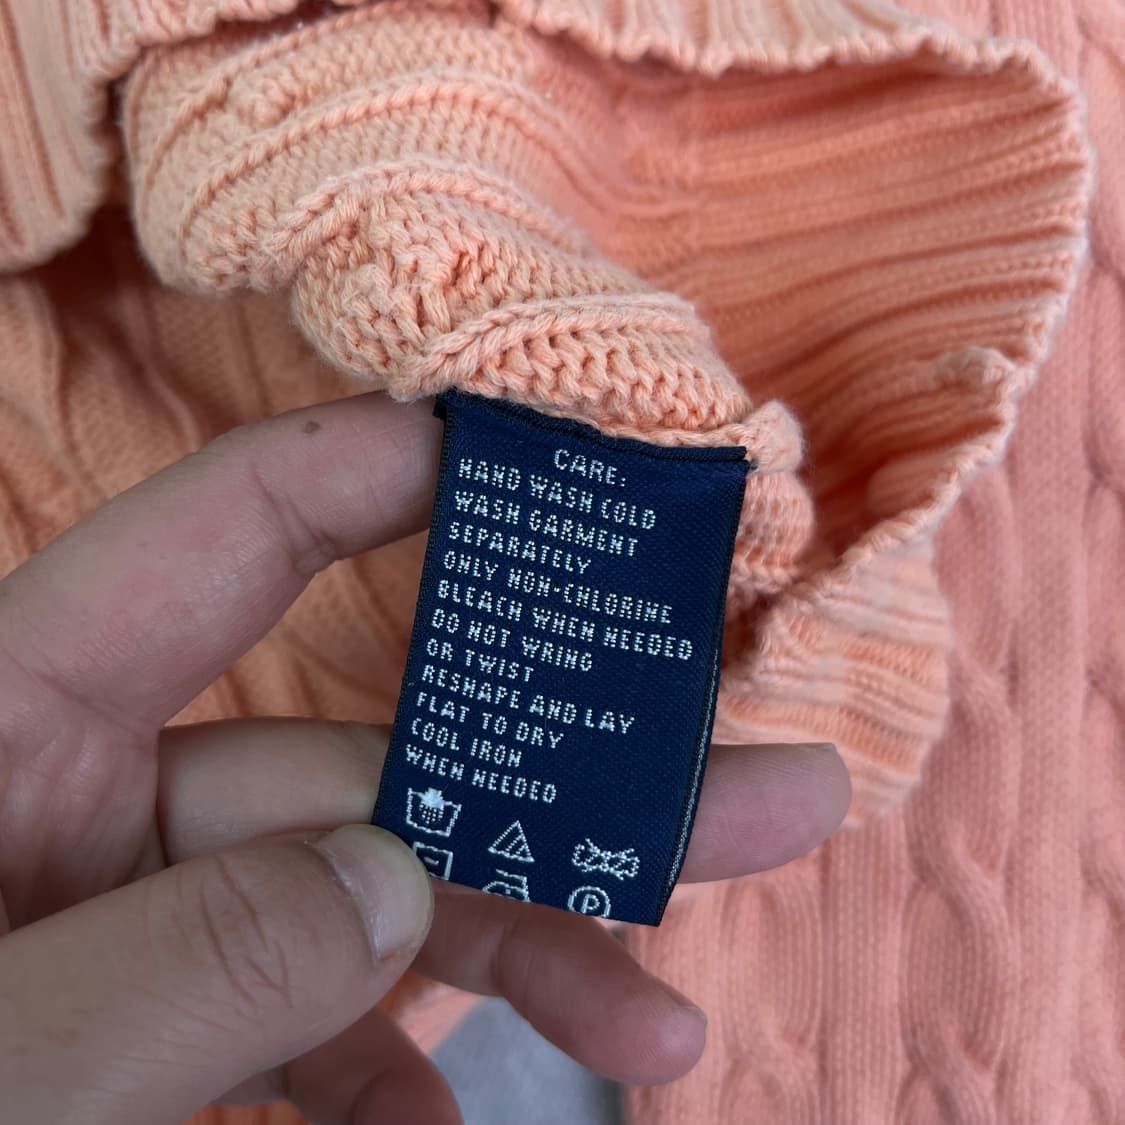 CARE:
HAND WASH COLD
WASH GARMENT
SEPARATELY
ONLY NON-CHLORINE
BLEACH WHEN NEEDED
DO NOT WRING
OR TWIST
RESHAPE AND LAY
FLAT TO DRY
COOL IRON
WHEN NEEDED
P